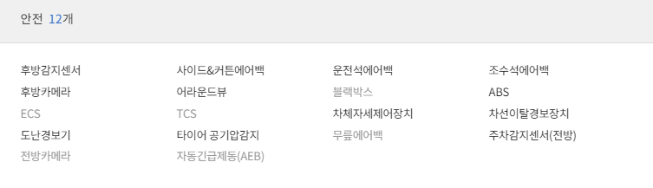 안전 12개
후방감지센서 사이드&커튼에어백 운전석에어백 조수석에어백
후방카메라 어라운드뷰 블랙박스 ABS
ECS TCS 차체자세제어장치 차선이탈경보장치
도난경보기 타이어 공기압감지 무릎에어백 주차감지센서(전방)
전방카메라 자동긴급제동(AEB)